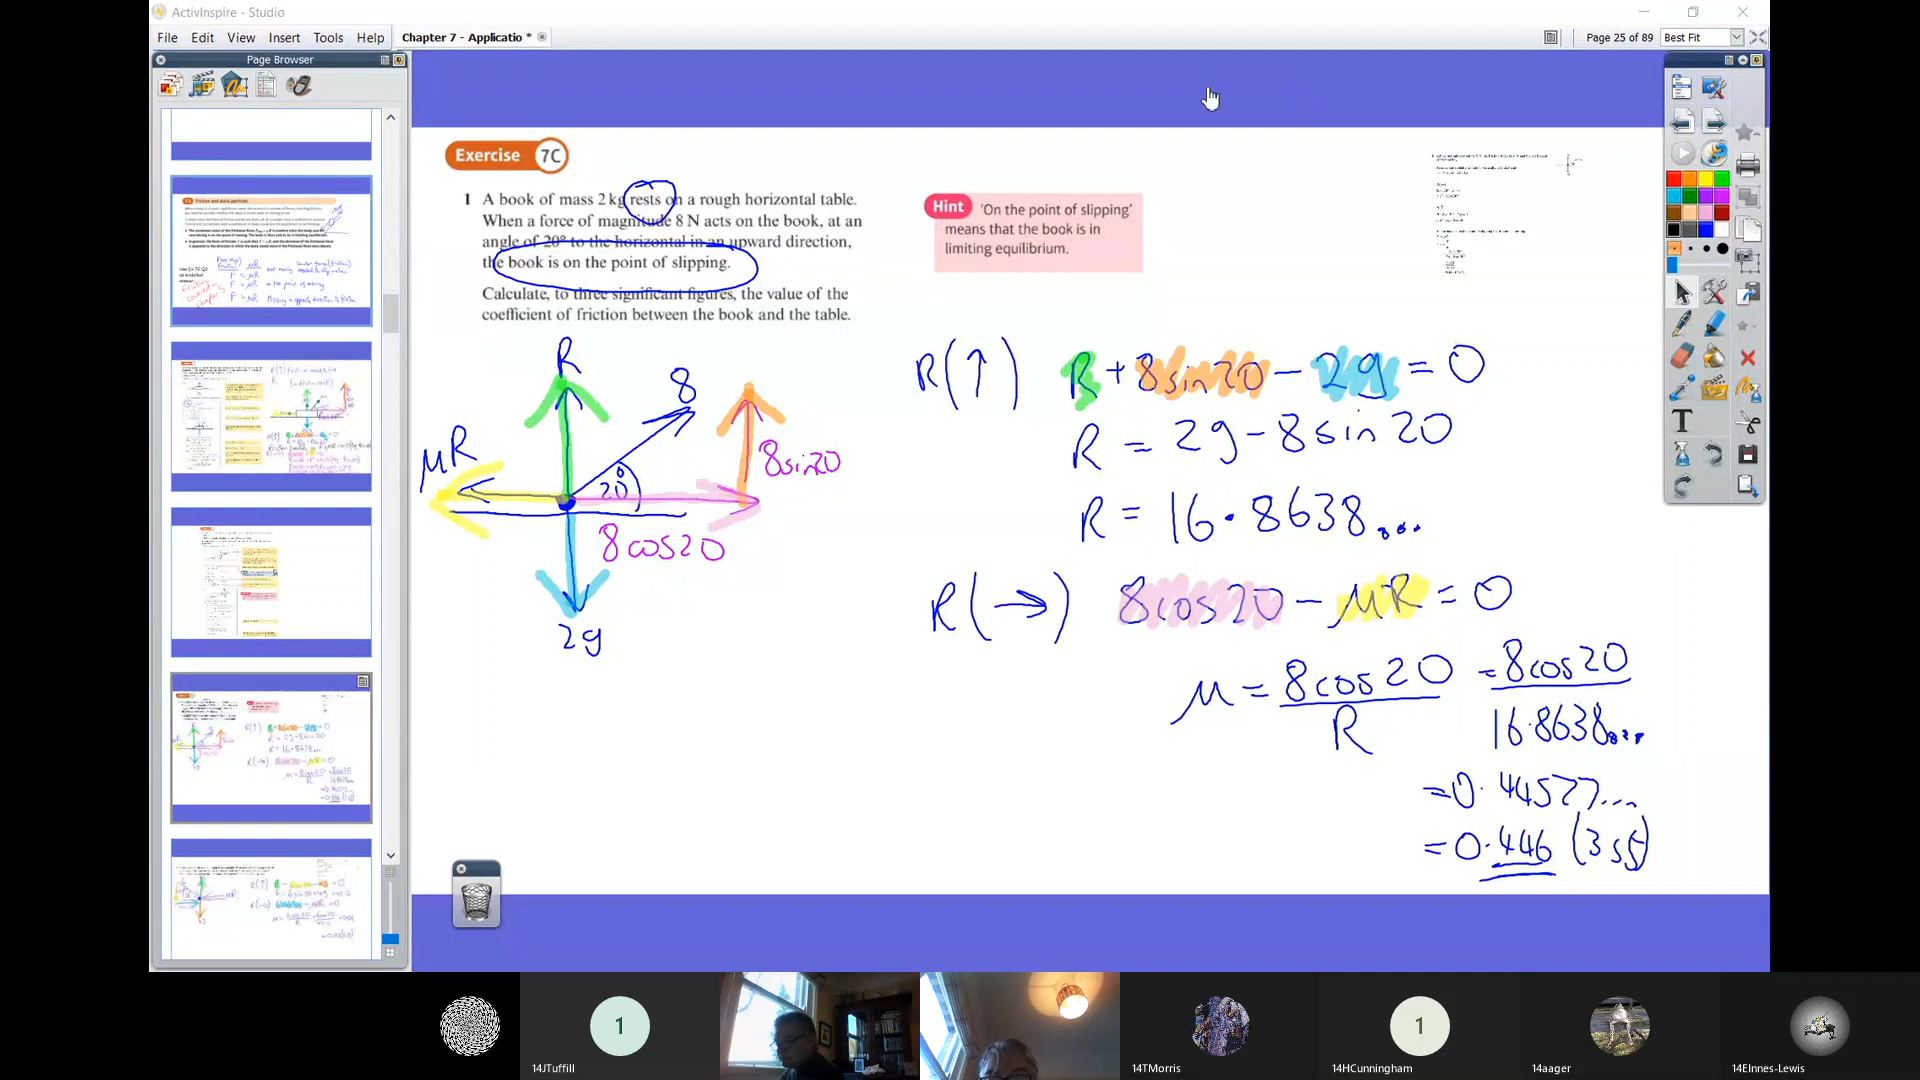 ActivInspire - Studio
File Edit View Insert Tools Help
Chapter 7 - Applicatio *
Page 25 of 89
Best Fit
Page Browser
Exercise 7C
1 A book of mass 2 kg rests on a rough horizontal table.
When a force of magnitude 8 N acts on the book, at an
angle of 20° to the horizontal in an upward direction,
the book is on the point of slipping.
Calculate, to three significant figures, the value of the
coefficient of friction between the book and the table.
Hint 'On the point of slipping'
means that the book is in
limiting equilibrium.
R
8
μR
20°
8sin20
8cos20
2g
R(↑) R + 8sin20 - 2g = 0
R = 2g - 8sin20
R = 16.8638...
R(→) 8cos20 - μR = 0
μ = 8cos20 / R = 8cos20 / 16.8638...
= 0.44577...
= 0.446 (3sf)
1
14JTuffill
14TMorris
1
14HCunningham
14aager
14EInnes-Lewis